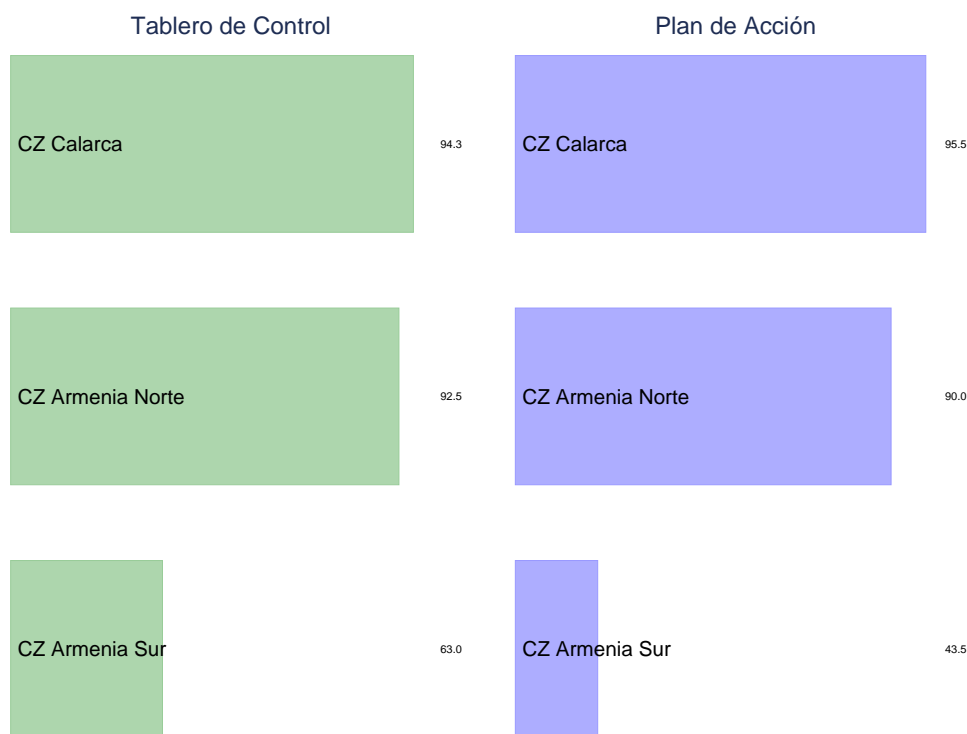 Tablero de Control
CZ Calarca 94.3
CZ Armenia Norte 92.5
CZ Armenia Sur 63.0
Plan de Acción
CZ Calarca 95.5
CZ Armenia Norte 90.0
CZ Armenia Sur 43.5